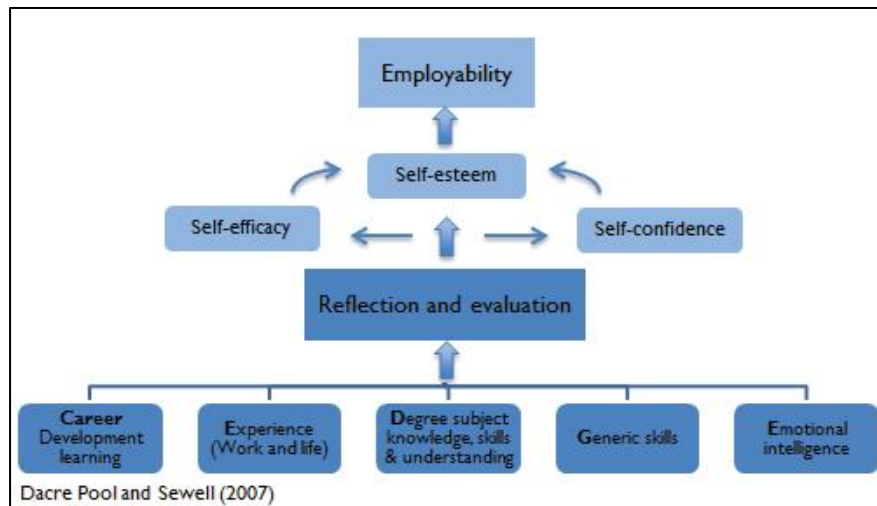 Employability
Self-esteem
Self-efficacy
Self-confidence
Reflection and evaluation
Career
Development
learning
Experience
(Work and life)
Degree subject
knowledge, skills
& understanding
Generic skills
Emotional
intelligence
Dacre Pool and Sewell (2007)